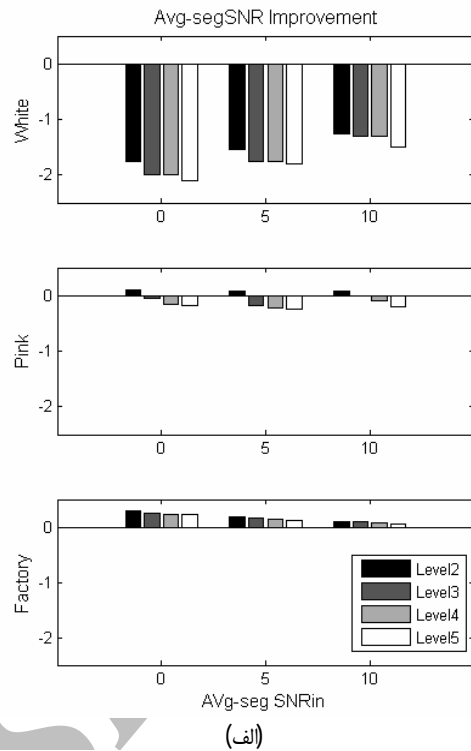 Avg-segSNR Improvement
0
-1
-2
White
0 5 10
0
-1
-2
Pink
0 5 10
0
-1
-2
Factory
Level2
Level3
Level4
Level5
0 5 10
AVg-seg SNRin
(الف)